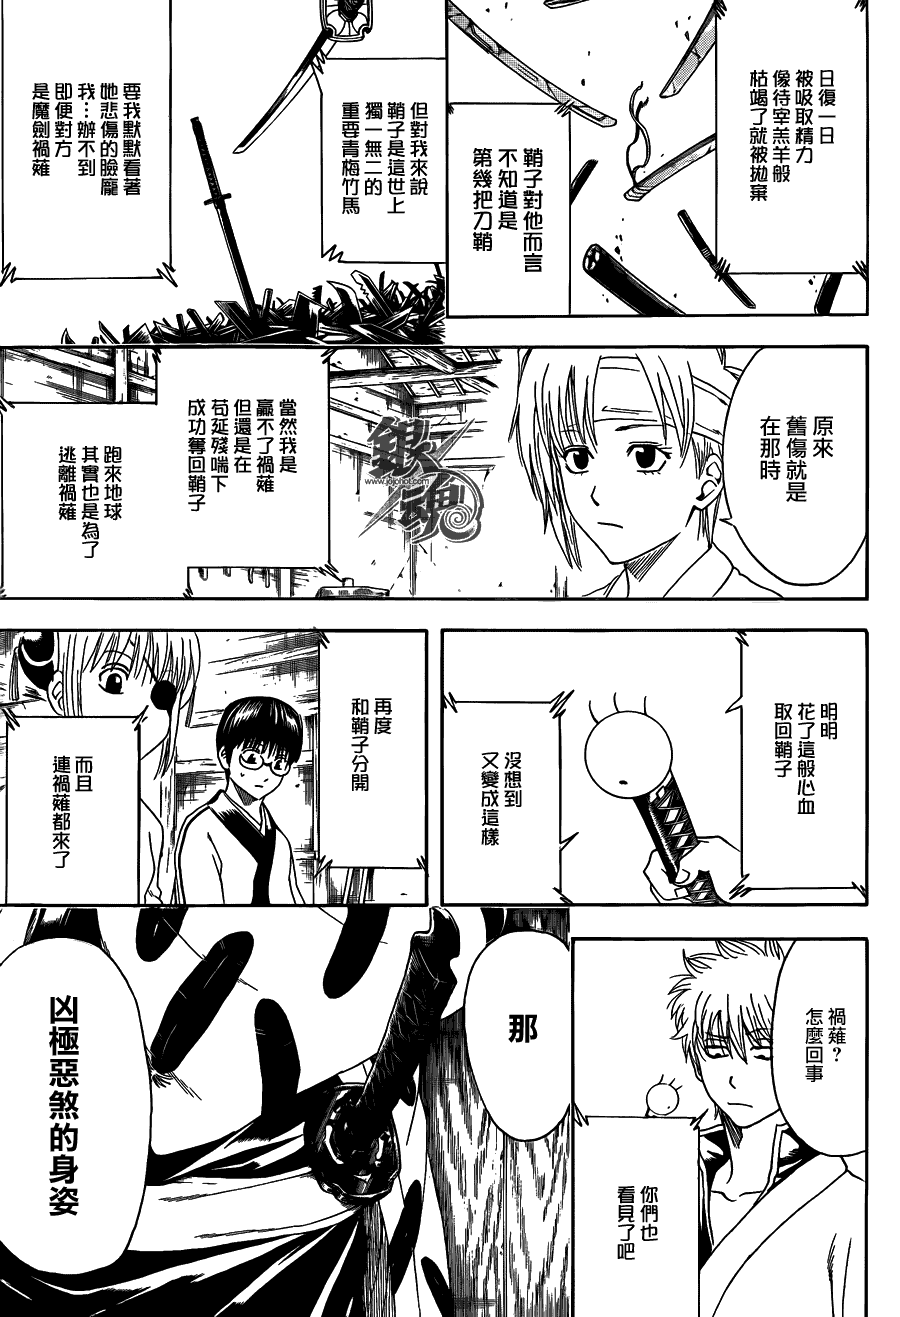 日復一日
被吸取精力
像待宰羔羊般
枯竭了就被拋棄
鞘子對他而言
不知道是
第幾把刀鞘
但對我來說
鞘子是這世上
獨一無二的
重要青梅竹馬
要我默默看著
她悲傷的臉龐
我…辦不到
即便對方
是魔劍禍薙
原來
舊傷就是
在那時
當然我是
贏不了禍薙
但還是在
苟延殘喘下
成功奪回鞘子
銀魂
www.jojohot.com
跑來地球
其實也是為了
逃離禍薙
明明
花了這般心血
取回鞘子
沒想到
又變成這樣
再度
和鞘子分開
而且
連禍薙都來了
禍薙?
怎麼回事
你們也
看見了吧
那
凶極惡煞的身姿